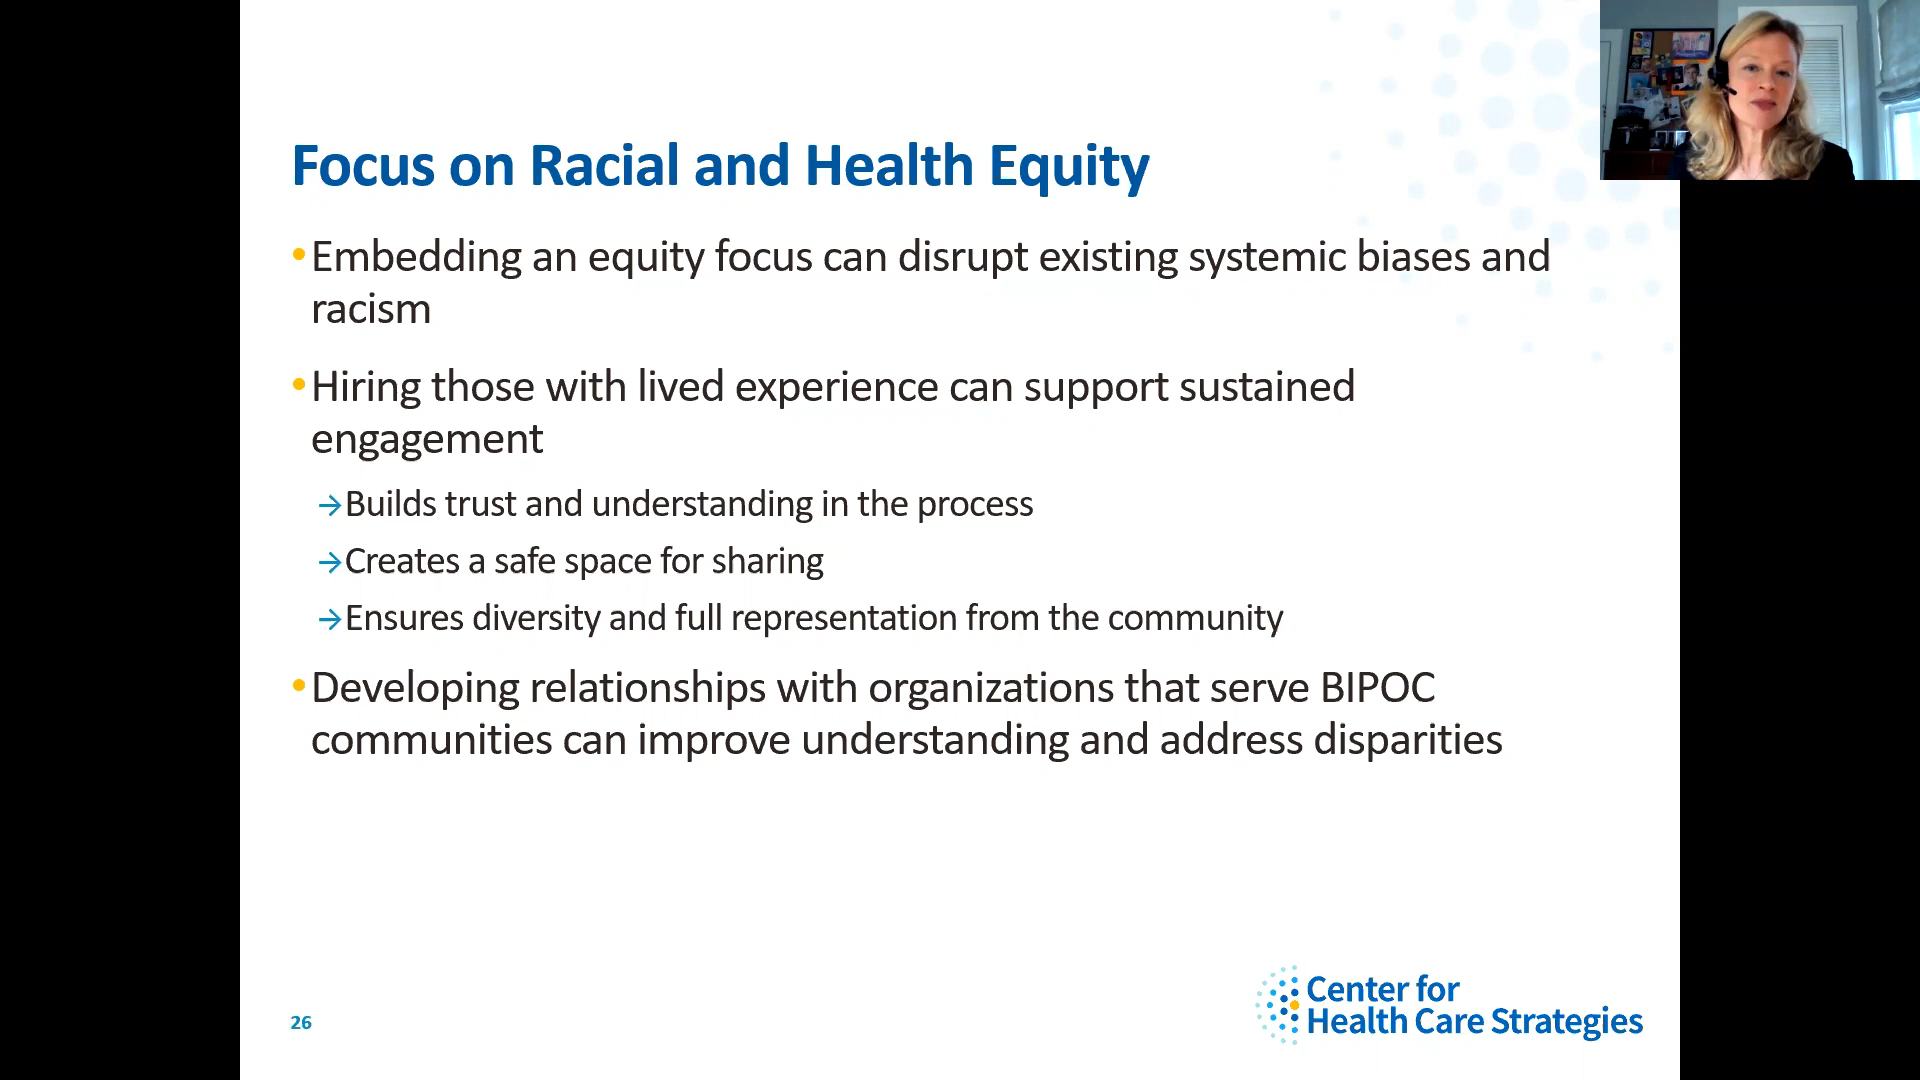 Focus on Racial and Health Equity
•Embedding an equity focus can disrupt existing systemic biases and
racism
•Hiring those with lived experience can support sustained
engagement
→Builds trust and understanding in the process
→Creates a safe space for sharing
→Ensures diversity and full representation from the community
•Developing relationships with organizations that serve BIPOC
communities can improve understanding and address disparities
26
Center for
Health Care Strategies